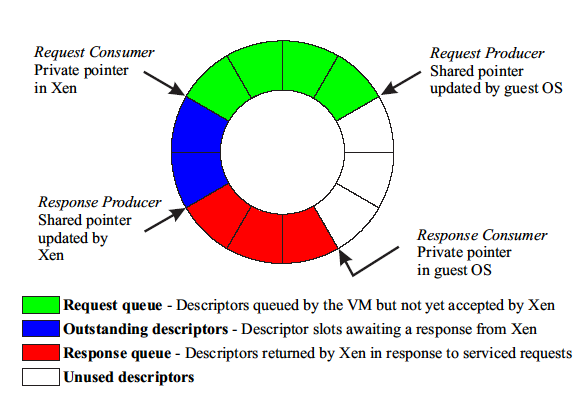 Request Consumer
Private pointer
in Xen
Request Producer
Shared pointer
updated by guest OS
Response Producer
Shared pointer
updated by
Xen
Response Consumer
Private pointer
in guest OS
Request queue - Descriptors queued by the VM but not yet accepted by Xen
Outstanding descriptors - Descriptor slots awaiting a response from Xen
Response queue - Descriptors returned by Xen in response to serviced requests
Unused descriptors